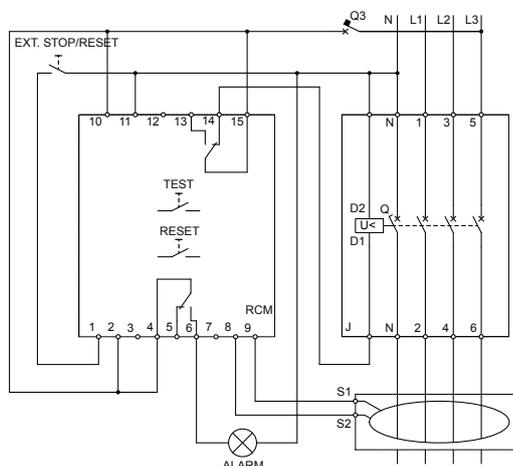 Q3 N L1 L2 L3
EXT. STOP/RESET
10 11 12 13 14 15
N 1 3 5
TEST
D2 Q
U<
D1
RESET
RCM
1 2 3 4 5 6 7 8 9
J N 2 4 6
S1
S2
ALARM